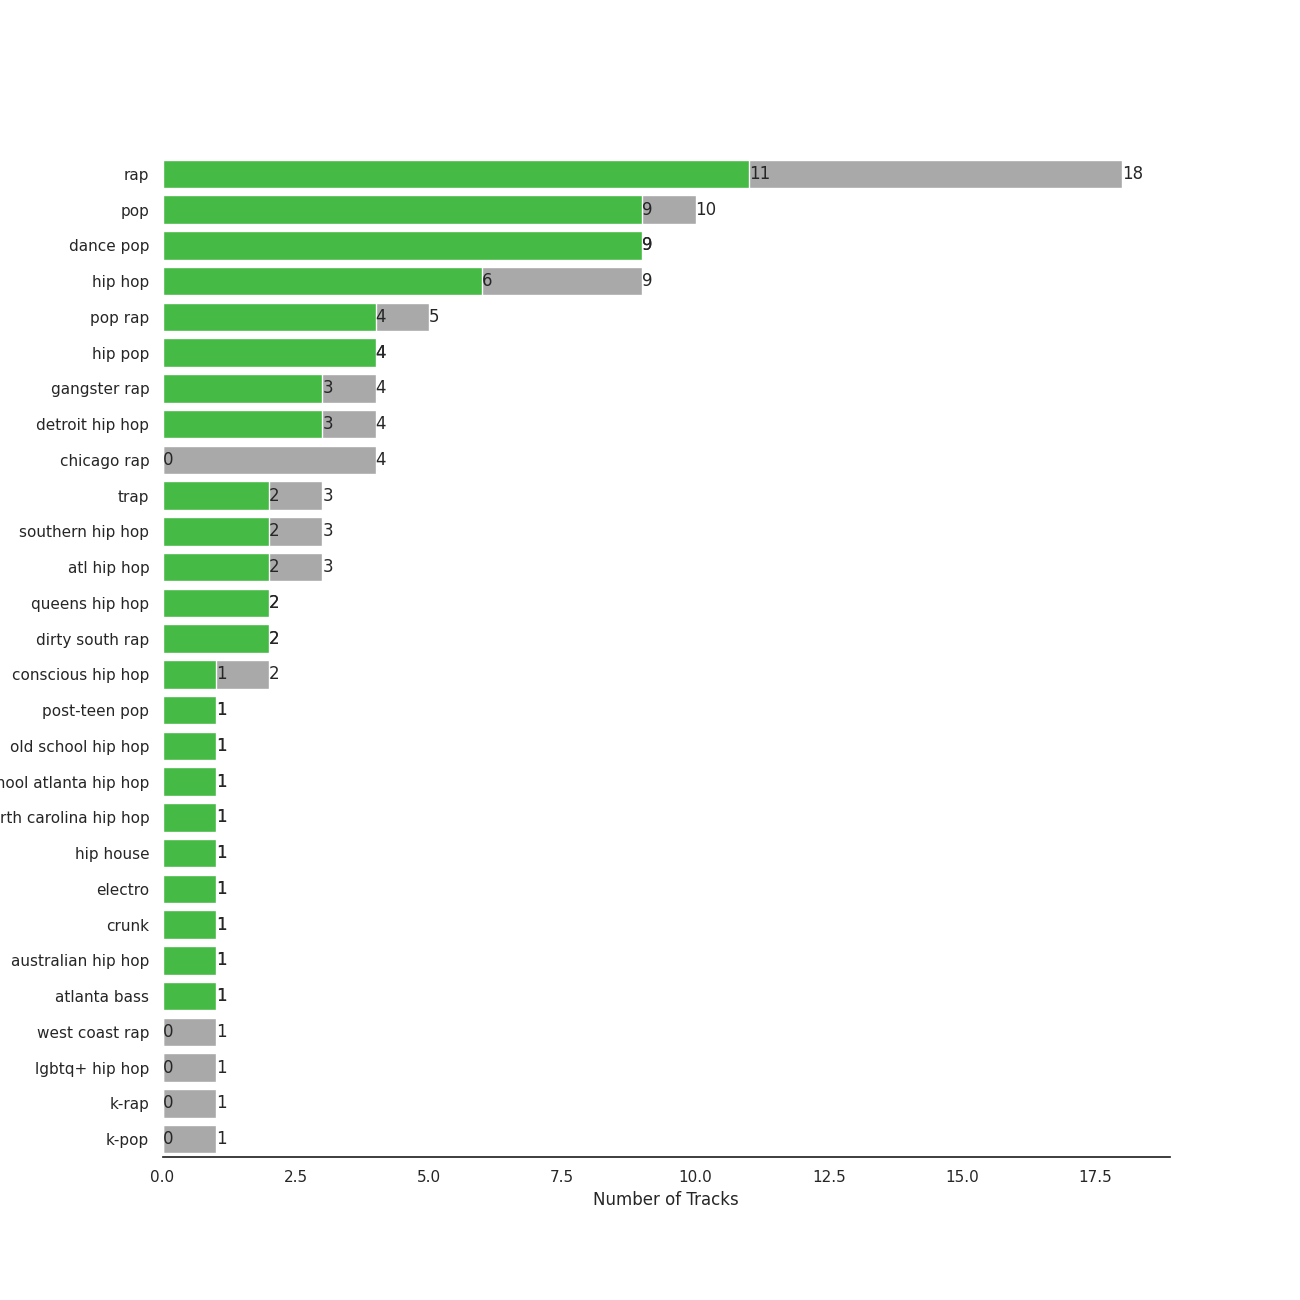 rap 11 18
pop 9 10
dance pop 9
hip hop 6 9
pop rap 4 5
hip pop 4
gangster rap 3 4
detroit hip hop 3 4
chicago rap 0 4
trap 2 3
southern hip hop 2 3
atl hip hop 2 3
queens hip hop 2
dirty south rap 2
conscious hip hop 1 2
post-teen pop 1
old school hip hop 1
hool atlanta hip hop 1
rth carolina hip hop 1
hip house 1
electro 1
crunk 1
australian hip hop 1
atlanta bass 1
west coast rap 0 1
lgbtq+ hip hop 0 1
k-rap 0 1
k-pop 0 1
0.0 2.5 5.0 7.5 10.0 12.5 15.0 17.5
Number of Tracks